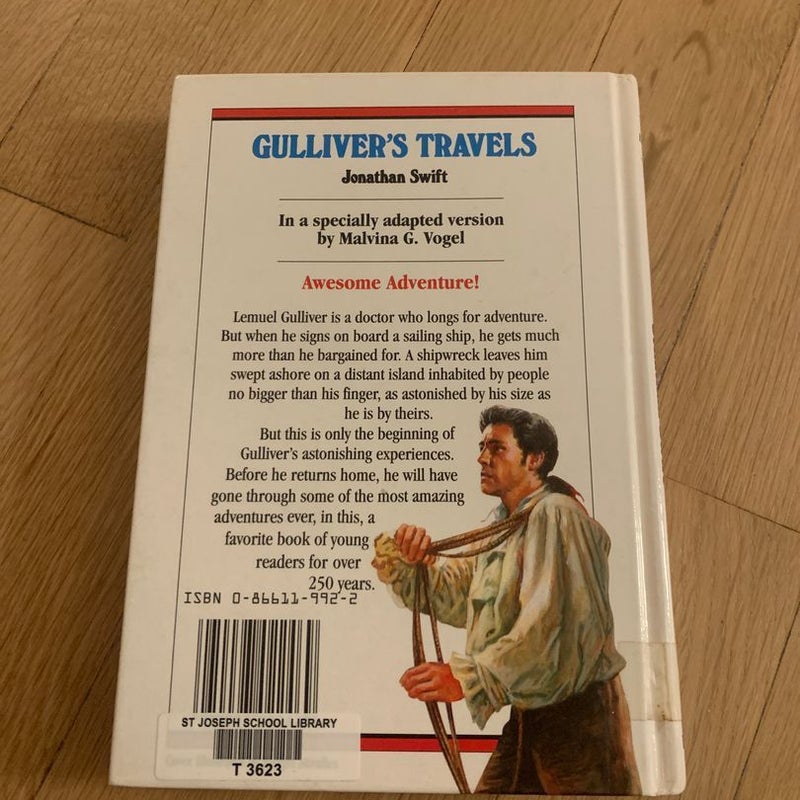 GULLIVER'S TRAVELS
Jonathan Swift
In a specially adapted version
by Malvina G. Vogel
Awesome Adventure!
Lemuel Gulliver is a doctor who longs for adventure.
But when he signs on board a sailing ship, he gets much
more than he bargained for. A shipwreck leaves him
swept ashore on a distant island inhabited by people
no bigger than his finger, as astonished by his size as
he is by theirs.
But this is only the beginning of
Gulliver's astonishing experiences.
Before he returns home, he will have
gone through some of the most amazing
adventures ever, in this, a
favorite book of young
readers for over
250 years.
ISBN 0-86611-992-2
ST JOSEPH SCHOOL LIBRARY
T 3623